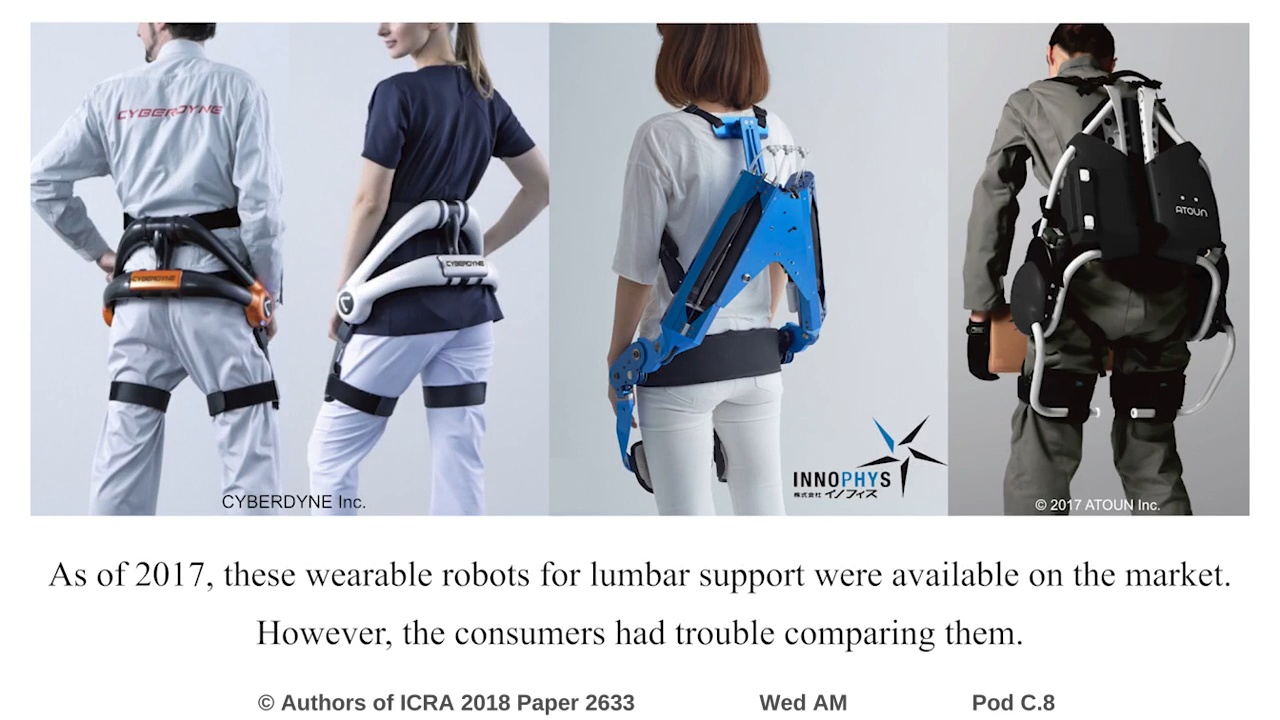 CYBERDYNE
CYBERDYNE
CYBERDYNE
CYBERDYNE Inc.
INNOPHYS
株式会社 イノフィス
ATOUN
© 2017 ATOUN Inc.
As of 2017, these wearable robots for lumbar support were available on the market.
However, the consumers had trouble comparing them.
© Authors of ICRA 2018 Paper 2633 Wed AM Pod C.8